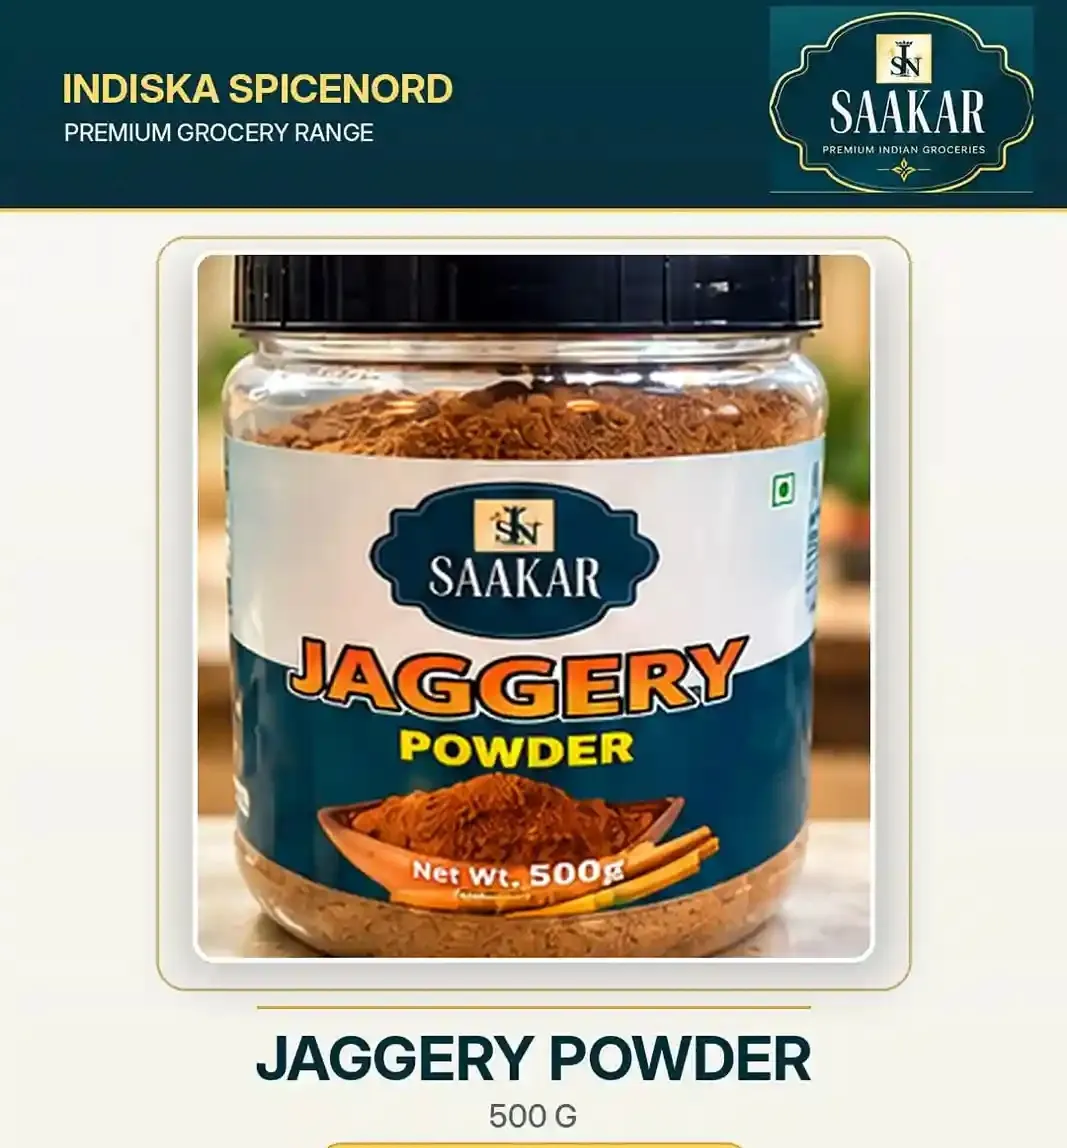 INDISKA SPICENORD
PREMIUM GROCERY RANGE
SN
SAAKAR
PREMIUM INDIAN GROCERIES
SN
SAAKAR
JAGGERY
POWDER
Net Wt. 500g
JAGGERY POWDER
500 G